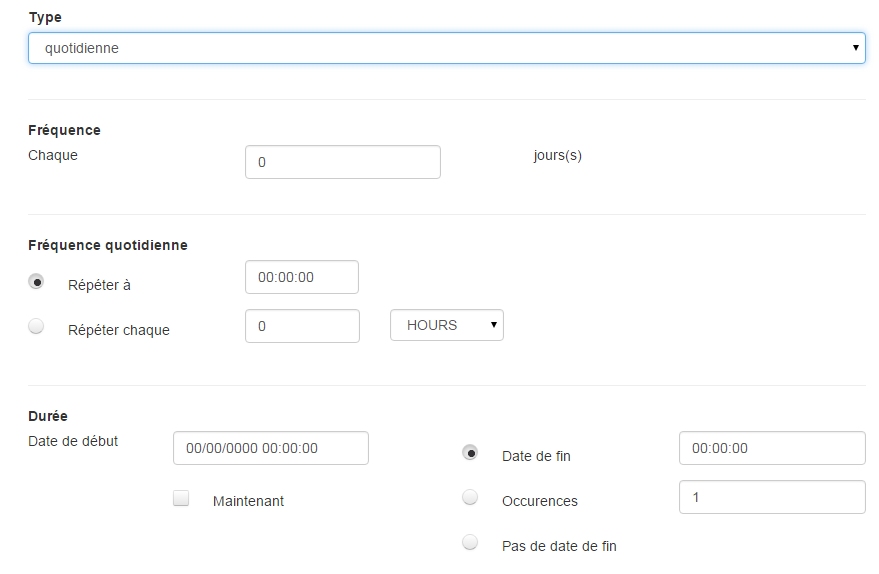 Type
quotidienne
Fréquence
Chaque 0 jours(s)
Fréquence quotidienne
Répéter à 00:00:00
Répéter chaque 0 HOURS
Durée
Date de début 00/00/0000 00:00:00 Date de fin 00:00:00
Maintenant Occurences 1
Pas de date de fin